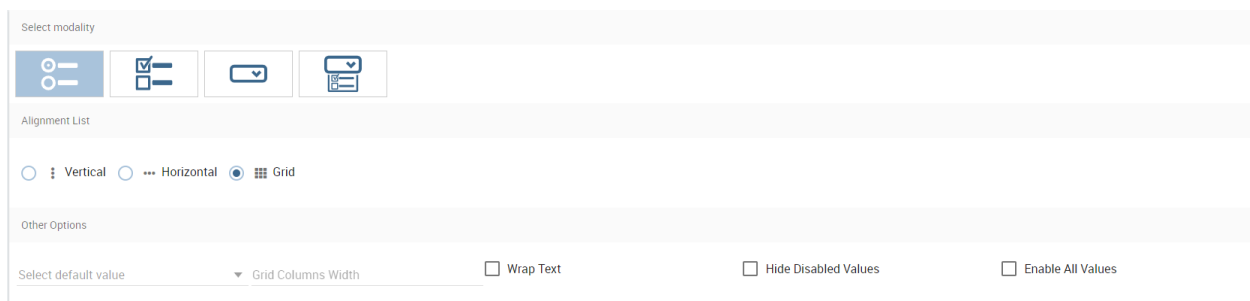 Select modality
Alignment List
Vertical Horizontal Grid
Other Options
Select default value Grid Columns Width Wrap Text Hide Disabled Values Enable All Values